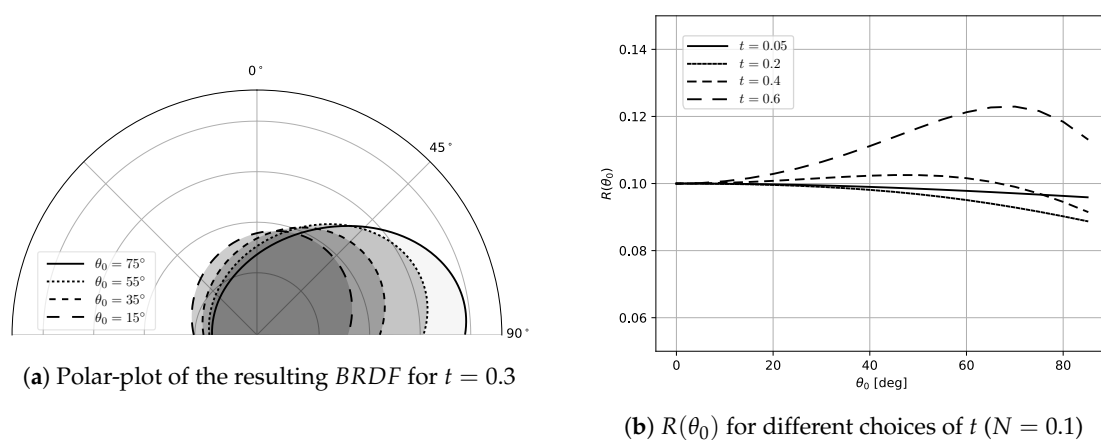 0°
45°
90°
θ₀ = 75°
θ₀ = 55°
θ₀ = 35°
θ₀ = 15°
(a) Polar-plot of the resulting BRDF for t = 0.3
0.14
0.12
0.10
0.08
0.06
R(θ₀)
t = 0.05
t = 0.2
t = 0.4
t = 0.6
0 20 40 60 80
θ₀ [deg]
(b) R(θ₀) for different choices of t (N = 0.1)